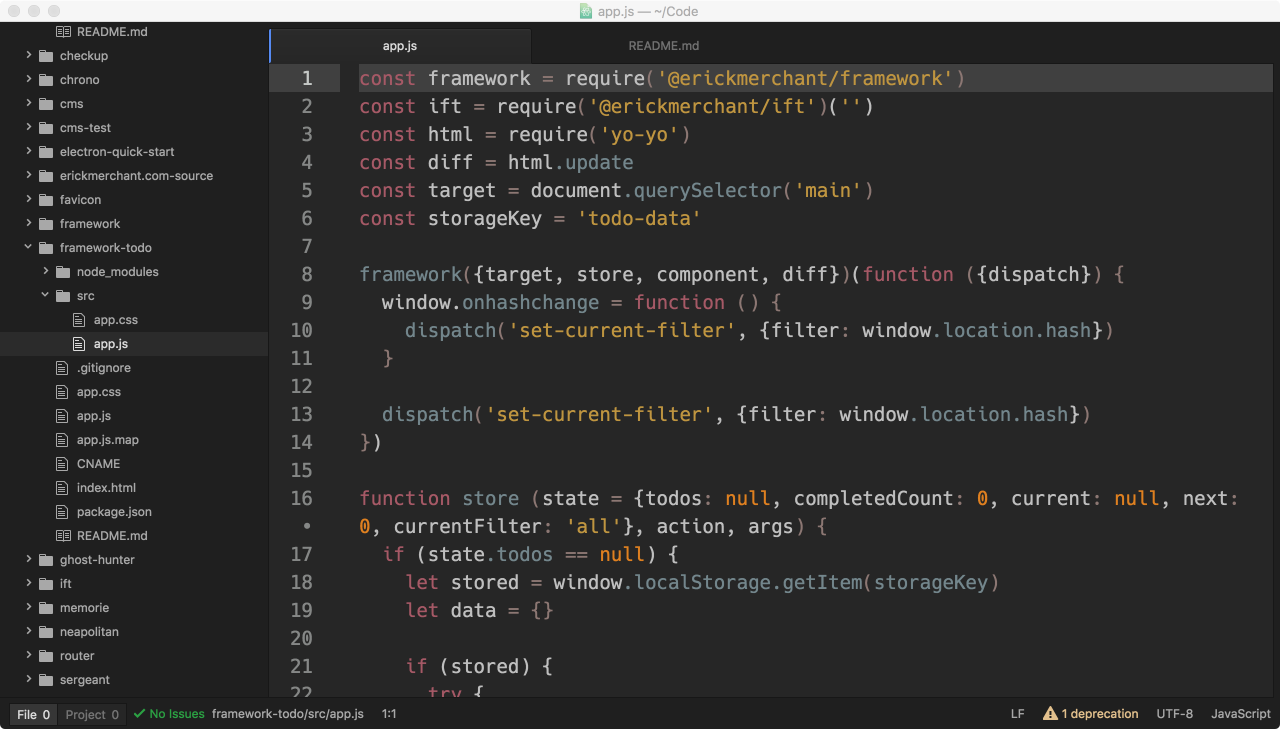 app.js — ~/Code
README.md
checkup
chrono
cms
cms-test
electron-quick-start
erickmerchant.com-source
favicon
framework
framework-todo
node_modules
src
app.css
app.js
.gitignore
app.css
app.js
app.js.map
CNAME
index.html
package.json
README.md
ghost-hunter
ift
memorie
neapolitan
router
sergeant
app.js README.md
1 const framework = require('@erickmerchant/framework')
2 const ift = require('@erickmerchant/ift')('')
3 const html = require('yo-yo')
4 const diff = html.update
5 const target = document.querySelector('main')
6 const storageKey = 'todo-data'
7
8 framework({target, store, component, diff})(function ({dispatch}) {
9   window.onhashchange = function () {
10     dispatch('set-current-filter', {filter: window.location.hash})
11   }
12
13   dispatch('set-current-filter', {filter: window.location.hash})
14 })
15
16 function store (state = {todos: null, completedCount: 0, current: null, next:
• 0, currentFilter: 'all'}, action, args) {
17   if (state.todos == null) {
18     let stored = window.localStorage.getItem(storageKey)
19     let data = {}
20
21     if (stored) {
22       try {
File 0 Project 0 No Issues framework-todo/src/app.js 1:1 LF 1 deprecation UTF-8 JavaScript